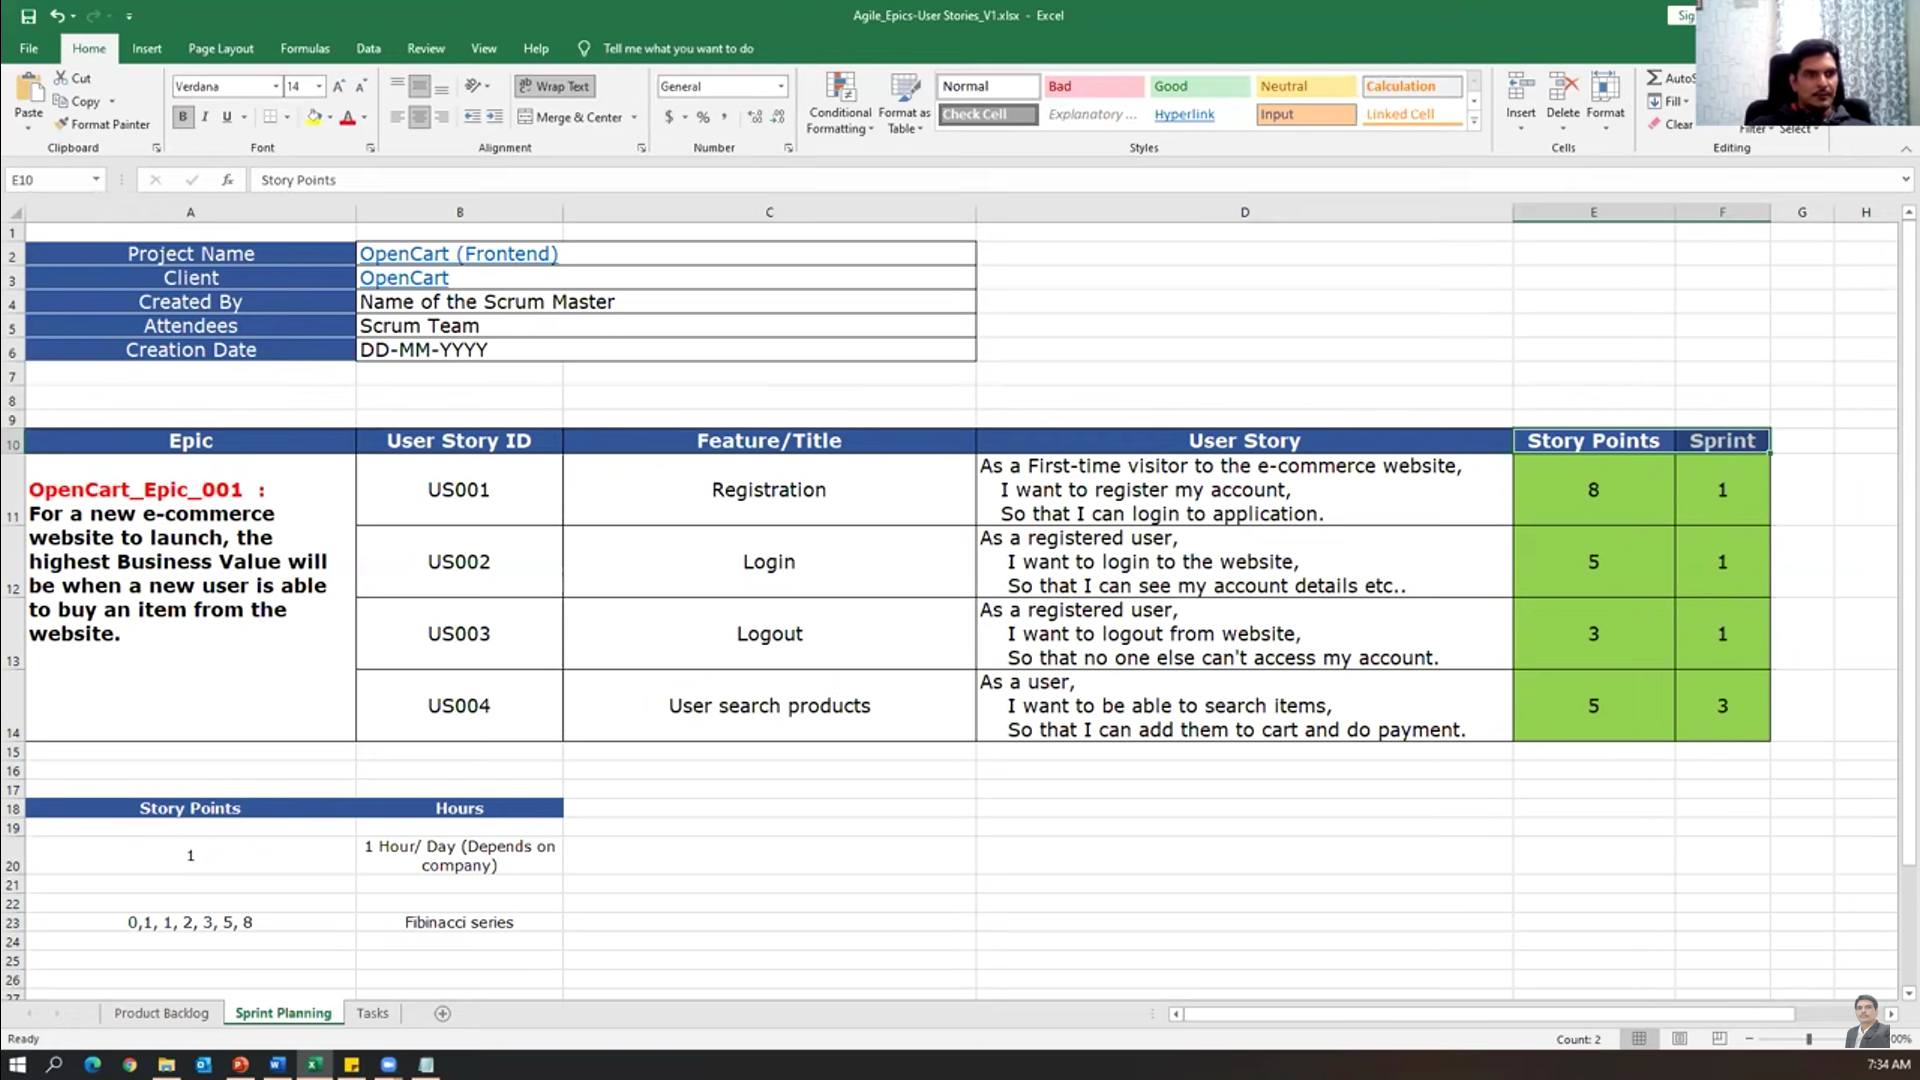 Agile_Epics-User Stories_V1.xlsx - Excel
File Home Insert Page Layout Formulas Data Review View Help Tell me what you want to do
Paste
Cut
Copy
Format Painter
Clipboard
Verdana 14
B I U
Font
Wrap Text
Merge & Center
Alignment
General
$ %
Number
Conditional Formatting
Format as Table
Normal Bad Good Neutral Calculation
Check Cell Explanatory ... Hyperlink Input Linked Cell
Styles
Insert Delete Format
Cells
Fill
Clear
Filter Select
Editing
E10 fx Story Points
A B C D E F G H
1
2 Project Name OpenCart (Frontend)
3 Client OpenCart
4 Created By Name of the Scrum Master
5 Attendees Scrum Team
6 Creation Date DD-MM-YYYY
7
8
9
10 Epic User Story ID Feature/Title User Story Story Points Sprint
OpenCart_Epic_001 :
For a new e-commerce
website to launch, the
highest Business Value will
be when a new user is able
to buy an item from the
website.
11 US001 Registration
As a First-time visitor to the e-commerce website,
I want to register my account,
So that I can login to application.
8 1
12 US002 Login
As a registered user,
I want to login to the website,
So that I can see my account details etc..
5 1
13 US003 Logout
As a registered user,
I want to logout from website,
So that no one else can't access my account.
3 1
14 US004 User search products
As a user,
I want to be able to search items,
So that I can add them to cart and do payment.
5 3
15
16
17
18 Story Points Hours
19
20 1 1 Hour/ Day (Depends on
company)
21
22
23 0,1, 1, 2, 3, 5, 8 Fibinacci series
24
25
26
27
Product Backlog Sprint Planning Tasks
Ready Count: 2
7:34 AM